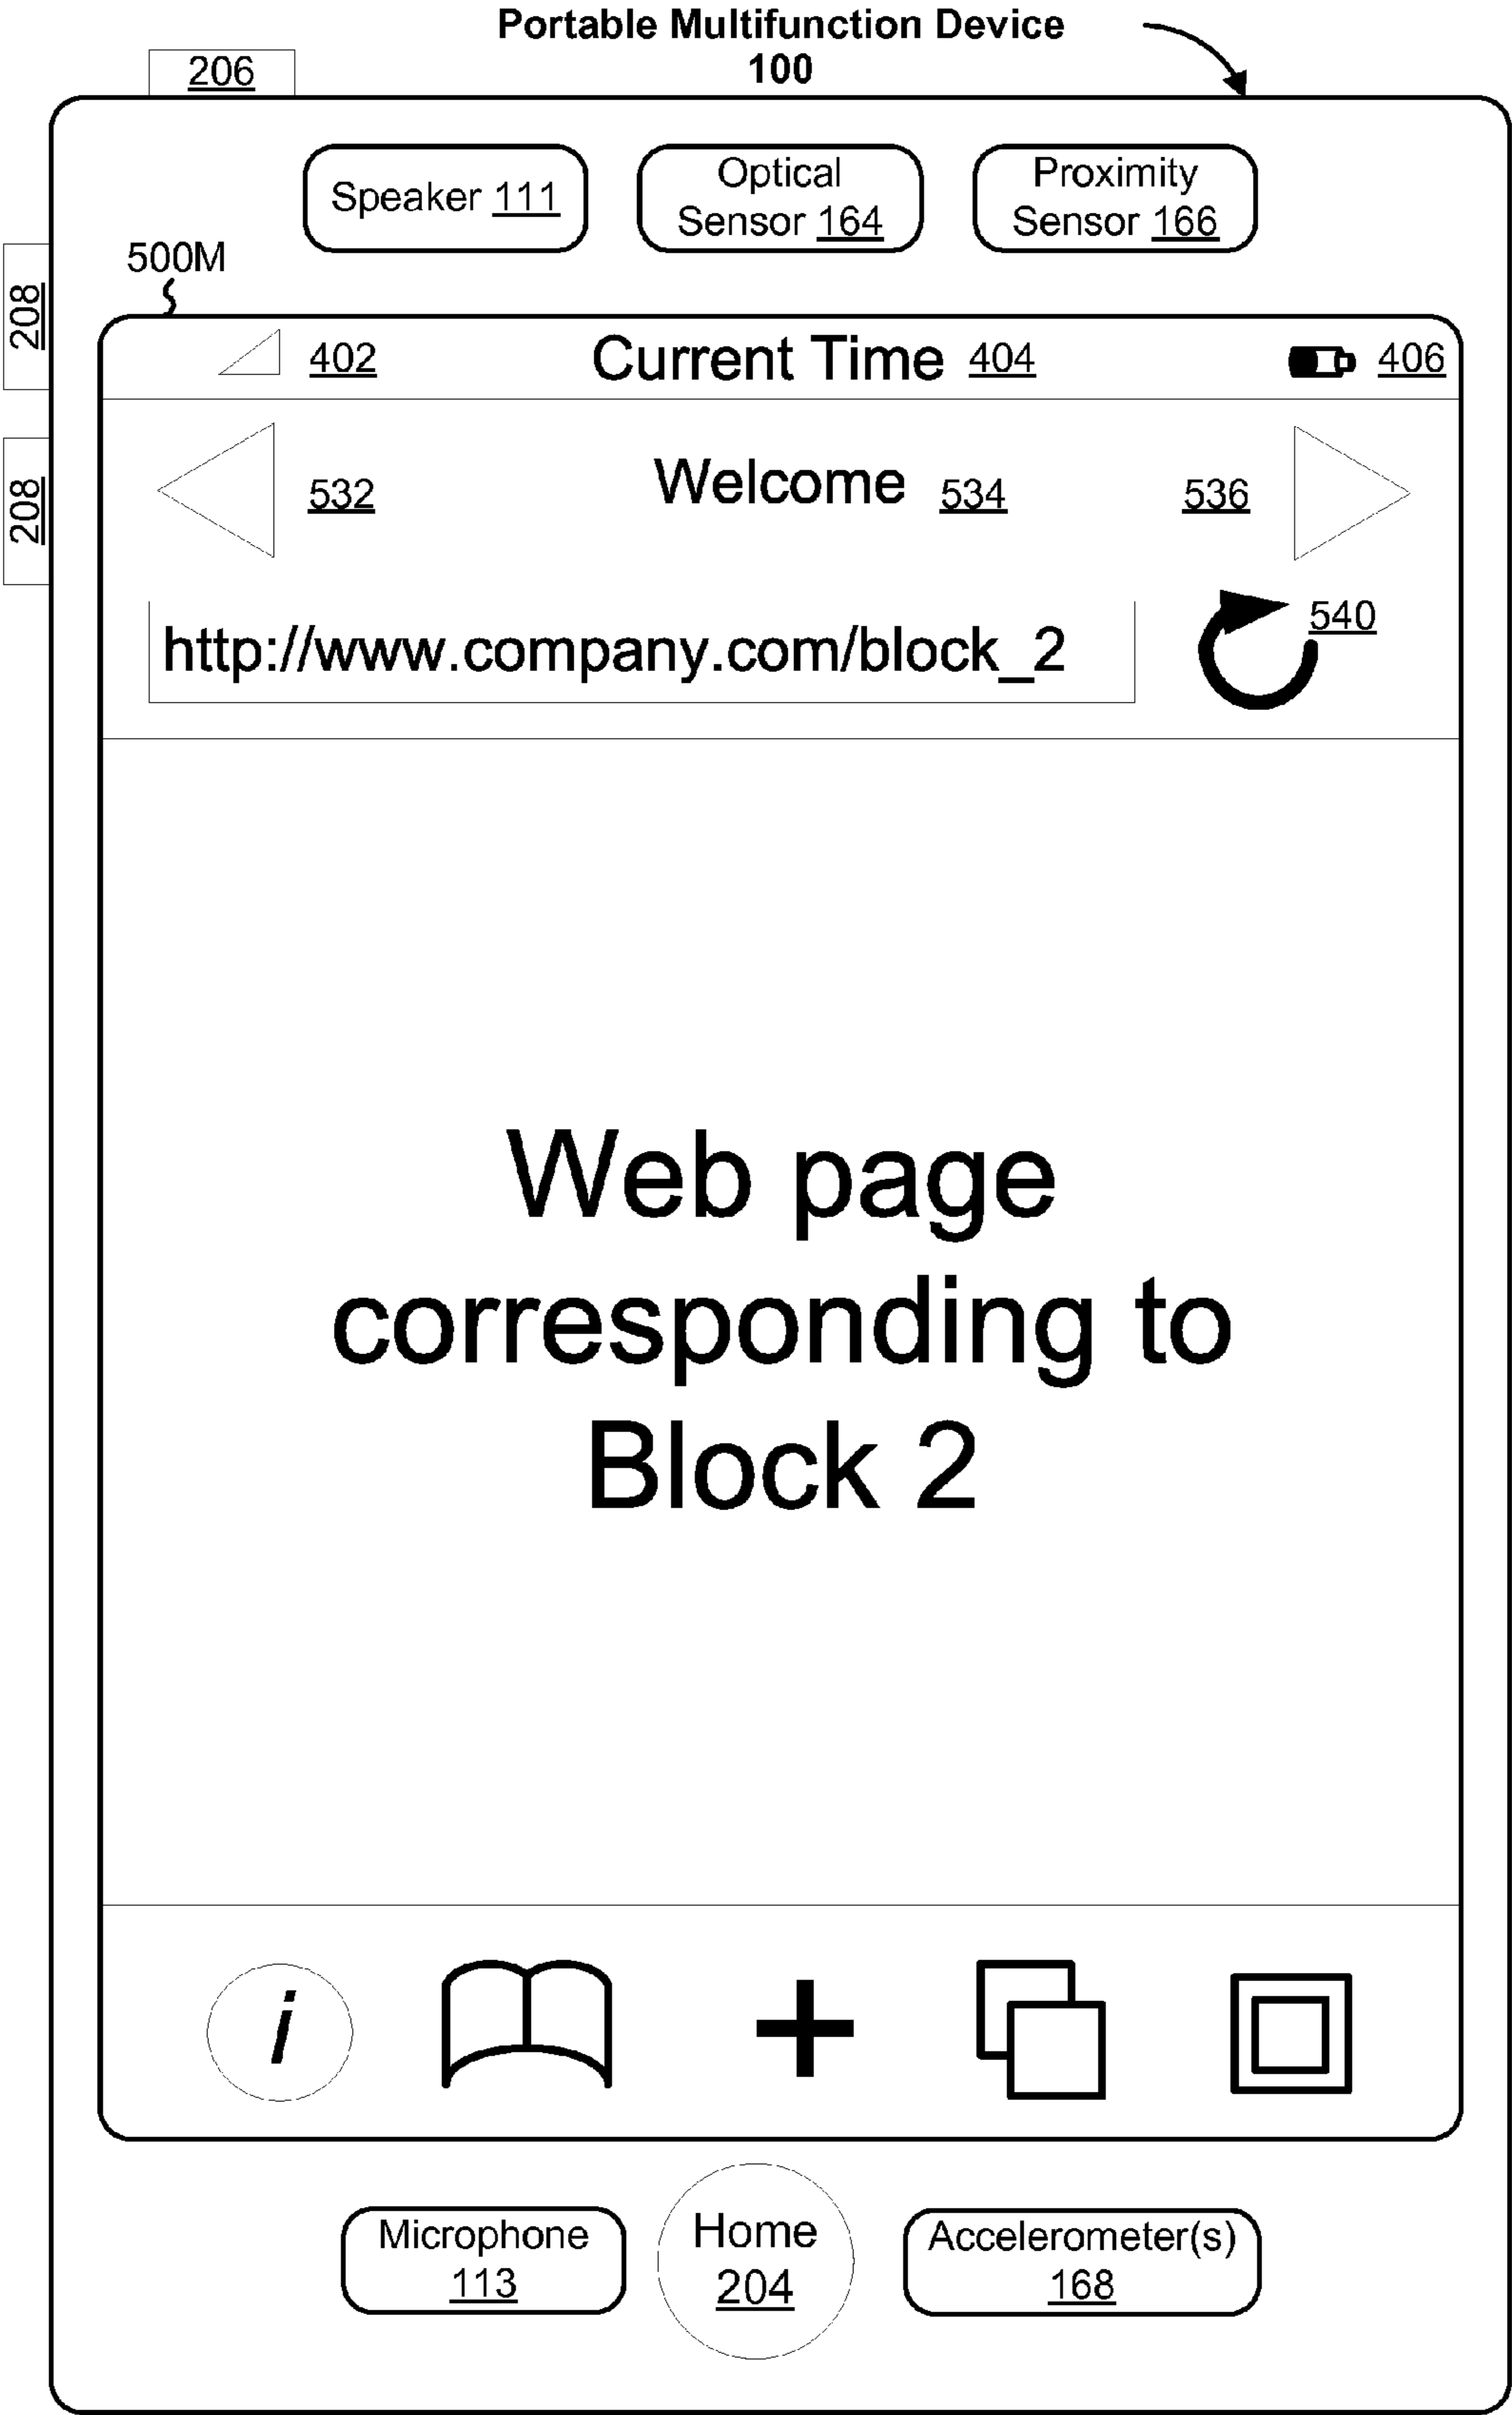 Portable Multifunction Device
100
206
Speaker 111
Optical
Sensor 164
Proximity
Sensor 166
500M
208
208
402
Current Time 404
406
532
Welcome 534
536
http://www.company.com/block_2
540
Web page
corresponding to
Block 2
i
Microphone
113
Home
204
Accelerometer(s)
168